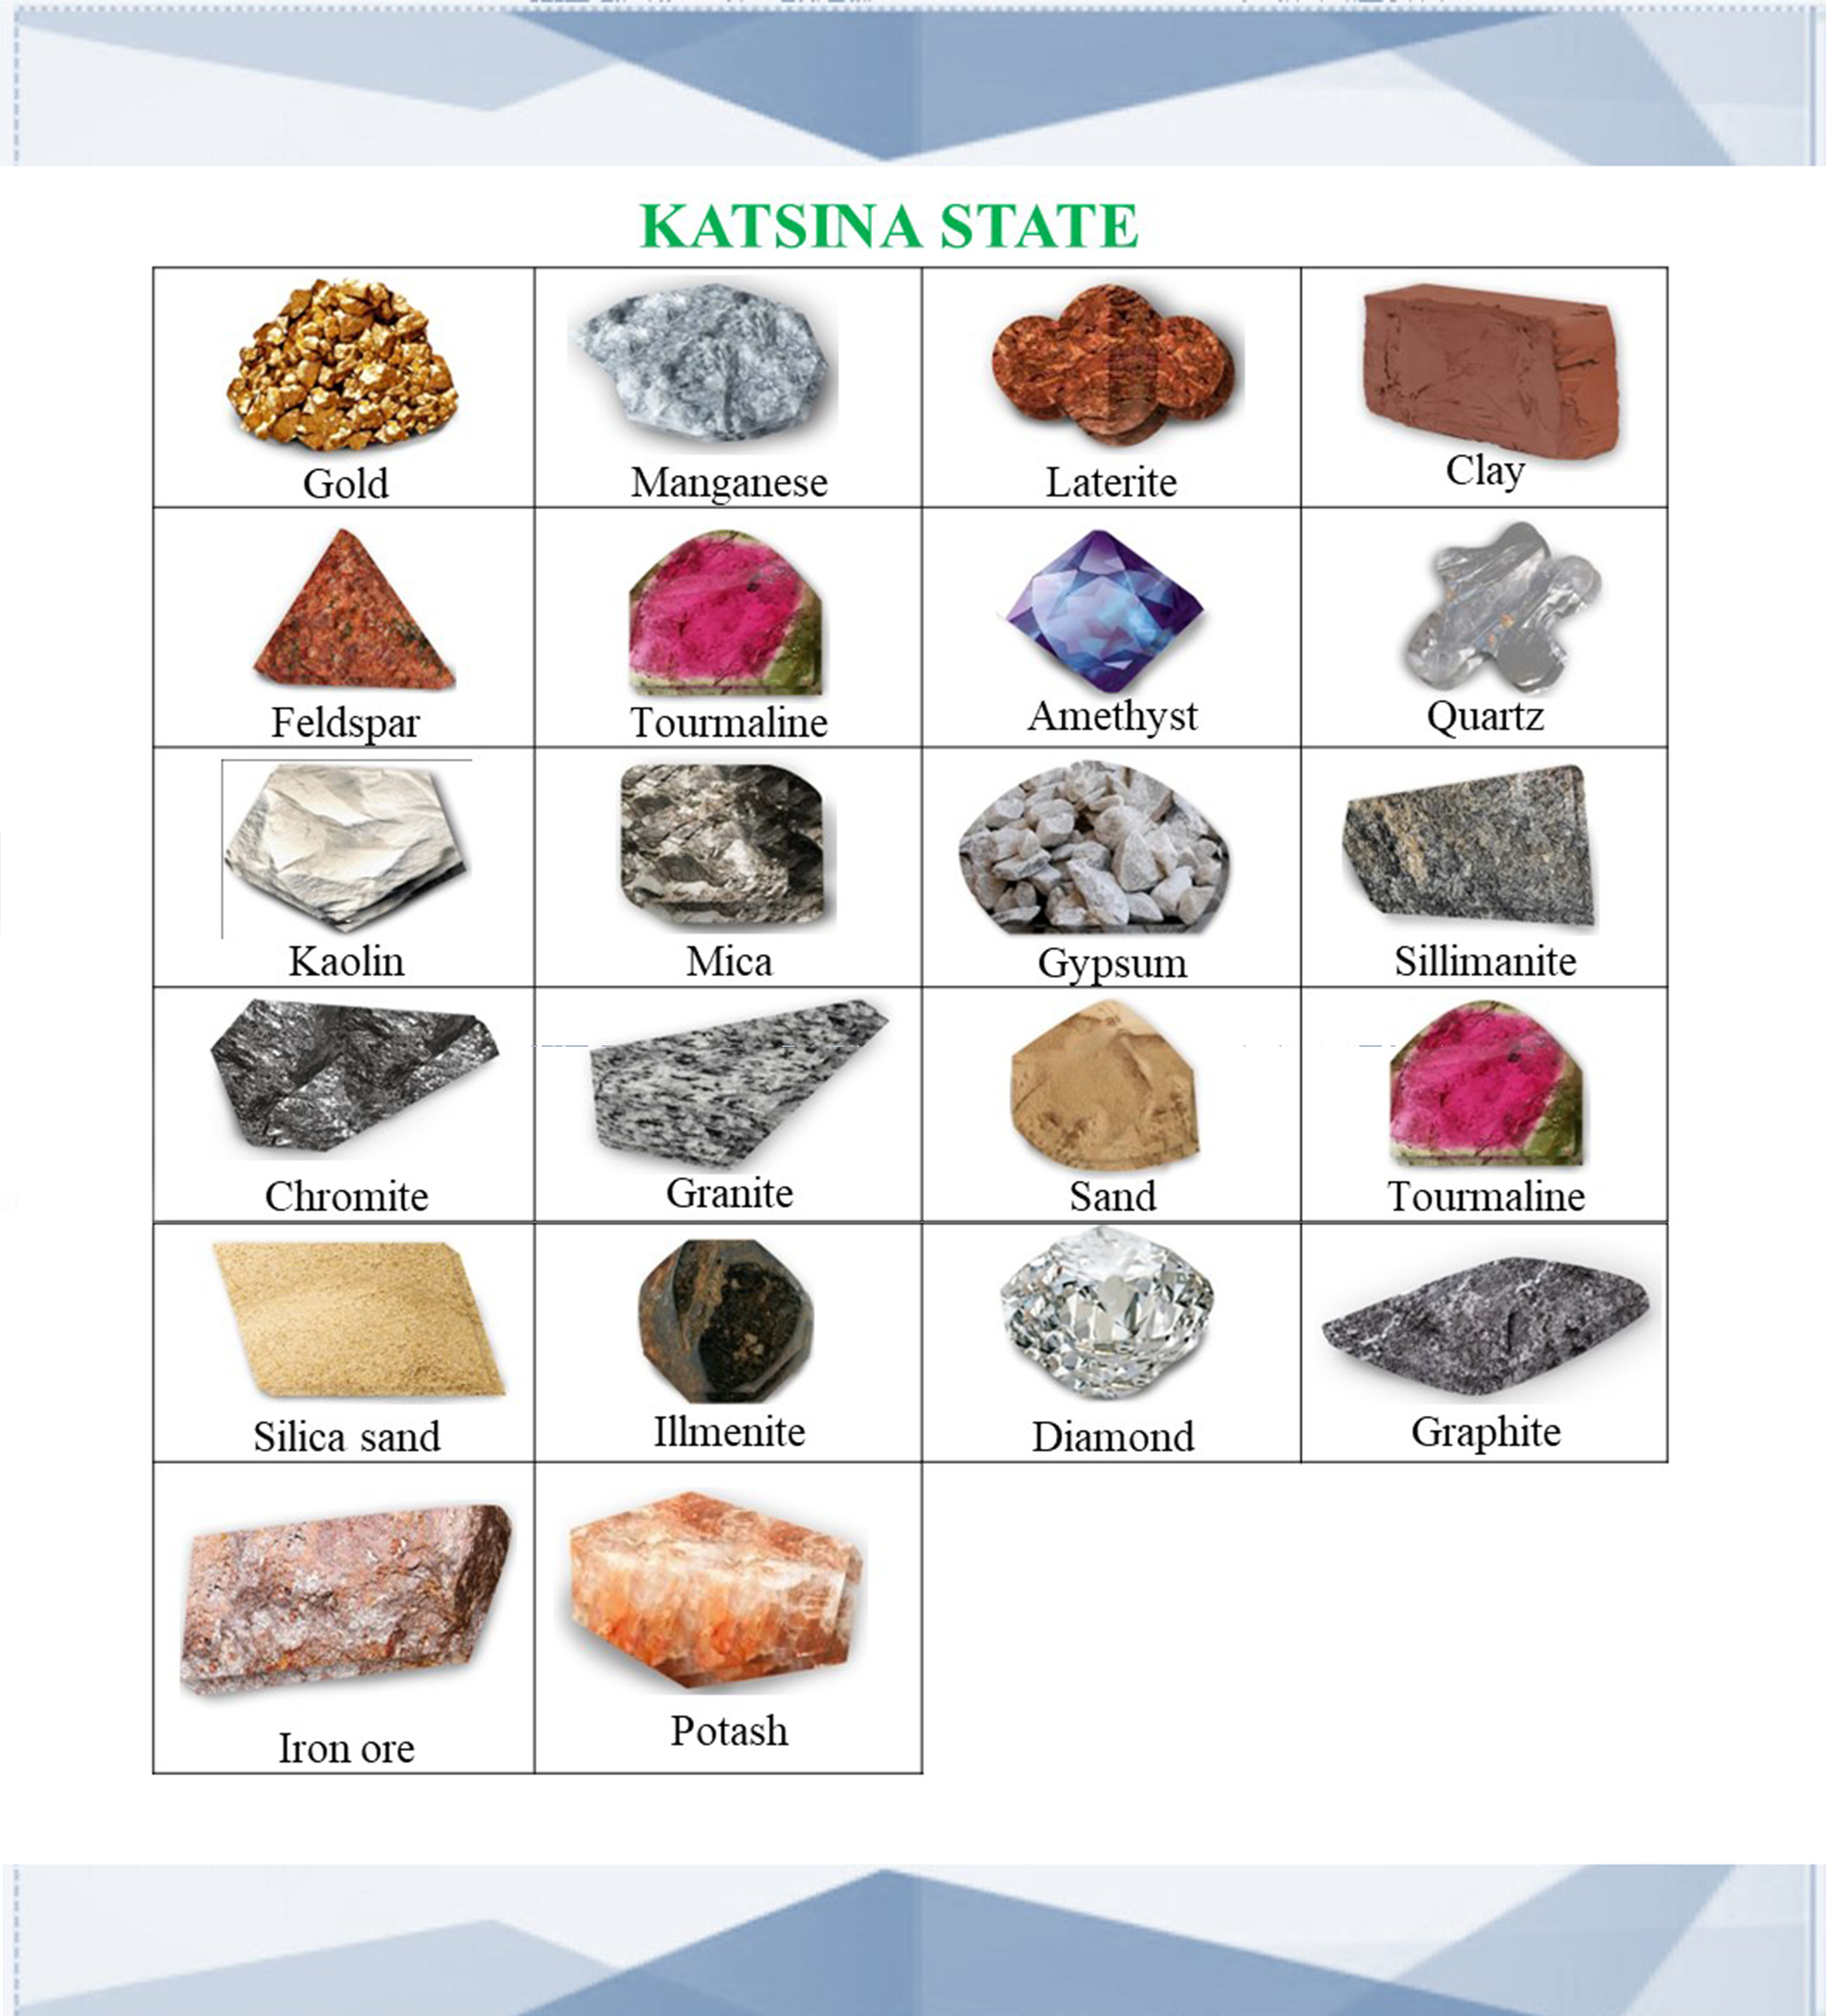 KATSINA STATE
Gold
Manganese
Laterite
Clay
Feldspar
Tourmaline
Amethyst
Quartz
Kaolin
Mica
Gypsum
Sillimanite
Chromite
Granite
Sand
Tourmaline
Silica sand
Illmenite
Diamond
Graphite
Iron ore
Potash